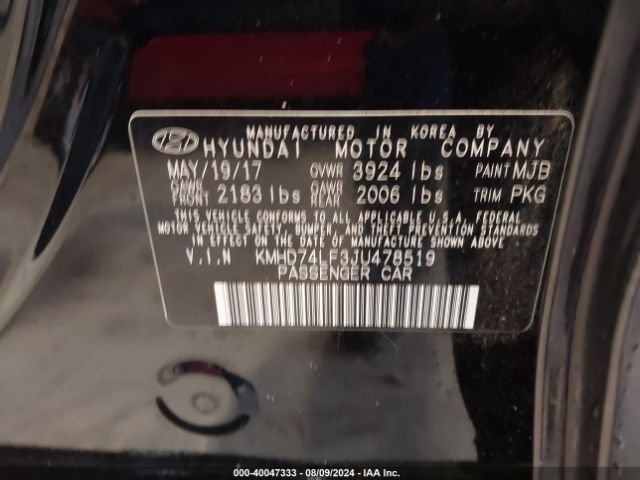 MANUFACTURED IN KOREA BY
HYUNDAI MOTOR COMPANY
MAY/19/17 GVWR 3924 lbs PAINT MJB
GAWR FRONT 2183 lbs GAWR REAR 2006 lbs TRIM PKG
THIS VEHICLE CONFORMS TO ALL APPLICABLE U.S. FEDERAL
MOTOR VEHICLE SAFETY, BUMPER, AND THEFT PREVENTION STANDARDS
IN EFFECT ON THE DATE OF MANUFACTURE SHOWN ABOVE.
V.I.N KMHD74LF3JU478519
PASSENGER CAR
000-40047333 - 08/09/2024 - IAA Inc.